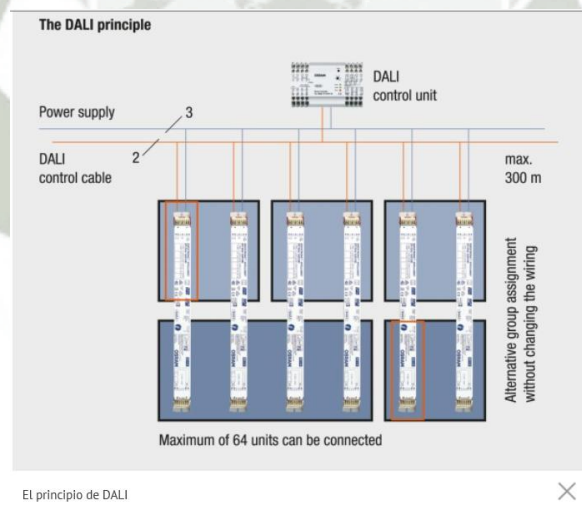 The DALI principle
DALI
control unit
Power supply
3
DALI
control cable
2
max.
300 m
Alternative group assignment
without changing the wiring
Maximum of 64 units can be connected
El principio de DALI